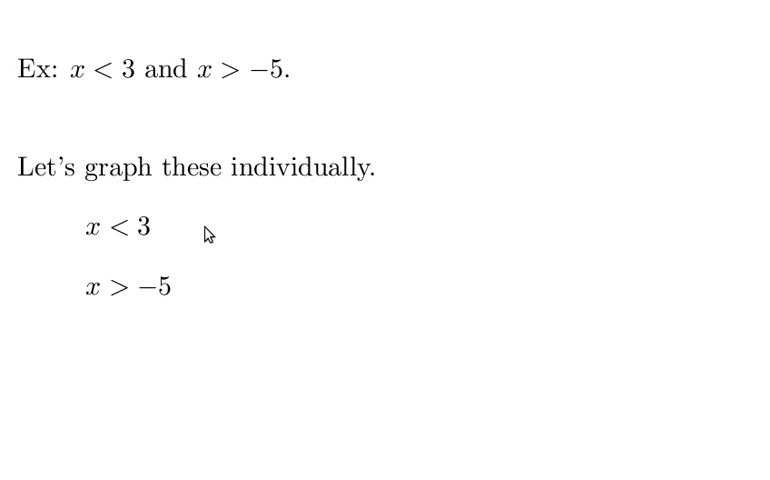 Ex: x < 3 and x > −5.
Let's graph these individually.
x < 3
x > −5